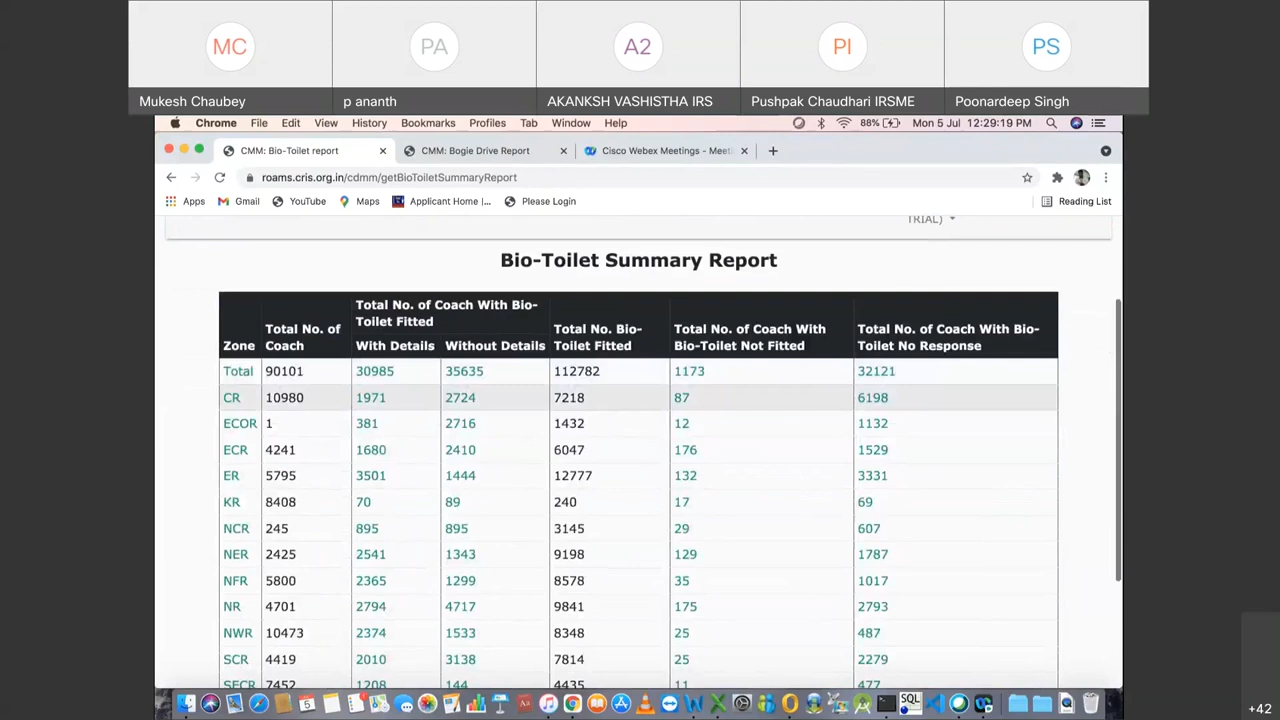 MC
PA
A2
PI
PS
Mukesh Chaubey
p ananth
AKANKSH VASHISTHA IRS
Pushpak Chaudhari IRSME
Poonardeep Singh
Chrome File Edit View History Bookmarks Profiles Tab Window Help 88% Mon 5 Jul 12:29:19 PM
CMM: Bio-Toilet report CMM: Bogie Drive Report Cisco Webex Meetings - Meeti
roams.cris.org.in/cdmm/getBioToiletSummaryReport
Apps Gmail YouTube Maps Applicant Home |... Please Login Reading List
TRIAL)
Bio-Toilet Summary Report
Zone Total No. of Coach Total No. of Coach With Bio-Toilet Fitted With Details Without Details Total No. Bio-Toilet Fitted Total No. of Coach With Bio-Toilet Not Fitted Total No. of Coach With Bio-Toilet No Response
Total 90101 30985 35635 112782 1173 32121
CR 10980 1971 2724 7218 87 6198
ECOR 1 381 2716 1432 12 1132
ECR 4241 1680 2410 6047 176 1529
ER 5795 3501 1444 12777 132 3331
KR 8408 70 89 240 17 69
NCR 245 895 895 3145 29 607
NER 2425 2541 1343 9198 129 1787
NFR 5800 2365 1299 8578 35 1017
NR 4701 2794 4717 9841 175 2793
NWR 10473 2374 1533 8348 25 487
SCR 4419 2010 3138 7814 25 2279
SECR 7452 1208 144 4435 11 477
SQL
+42